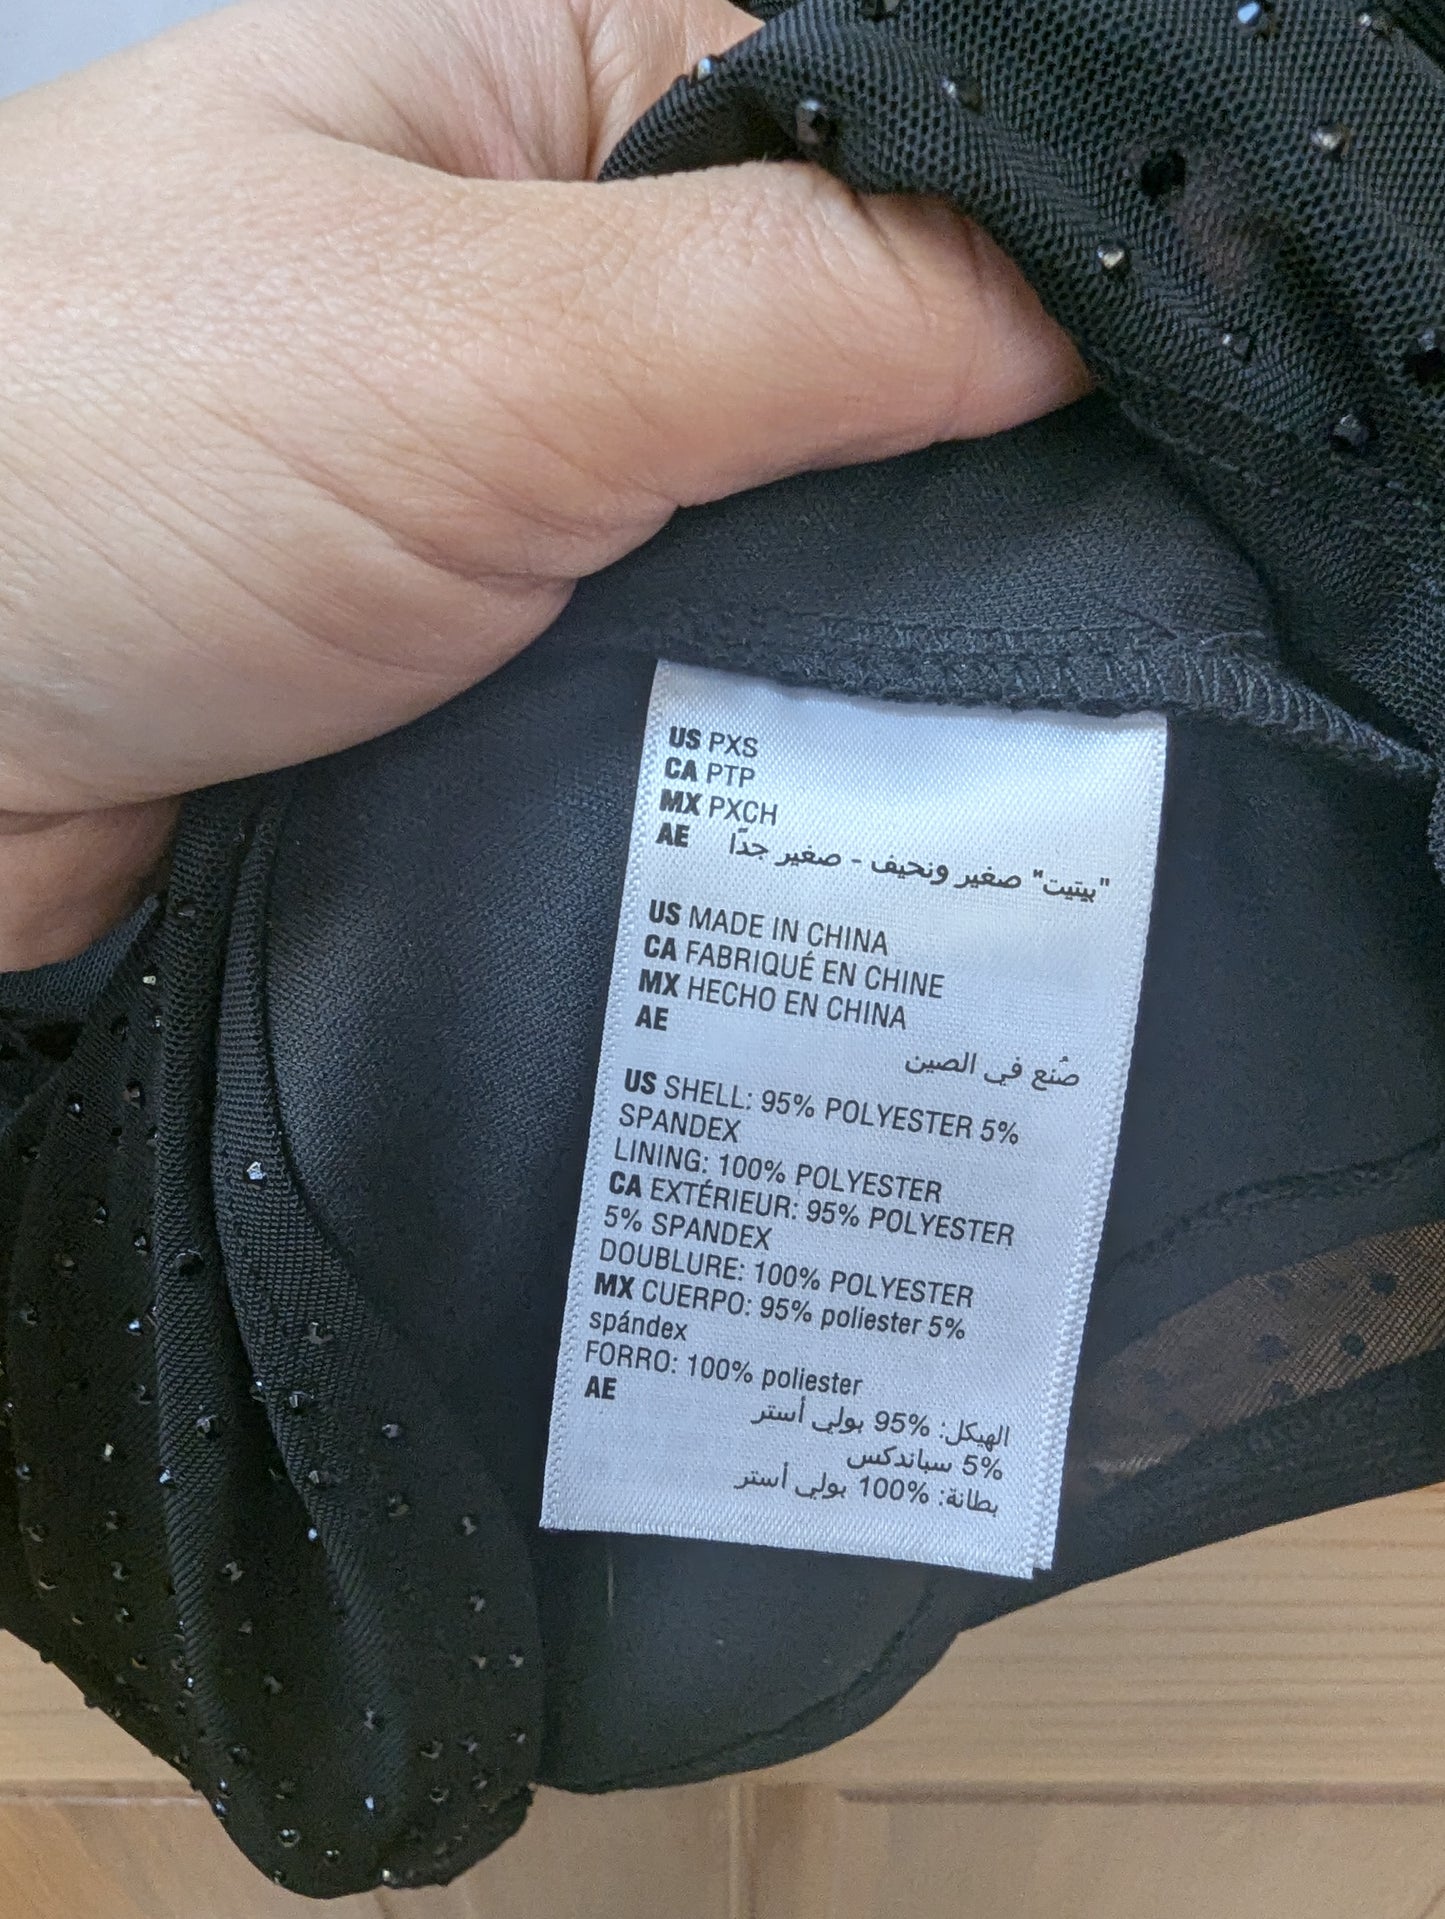 US PXS
CA PTP
MX PXCH
AE "بيتيت" صغير ونحيف - صغير جدًا
US MADE IN CHINA
CA FABRIQUÉ EN CHINE
MX HECHO EN CHINA
AE
صُنع في الصين
US SHELL: 95% POLYESTER 5%
SPANDEX
LINING: 100% POLYESTER
CA EXTÉRIEUR: 95% POLYESTER
5% SPANDEX
DOUBLURE: 100% POLYESTER
MX CUERPO: 95% poliester 5%
spándex
FORRO: 100% poliester
AE
الهيكل: 95% بولي أستر
5% سباندكس
بطانة: 100% بولي أستر